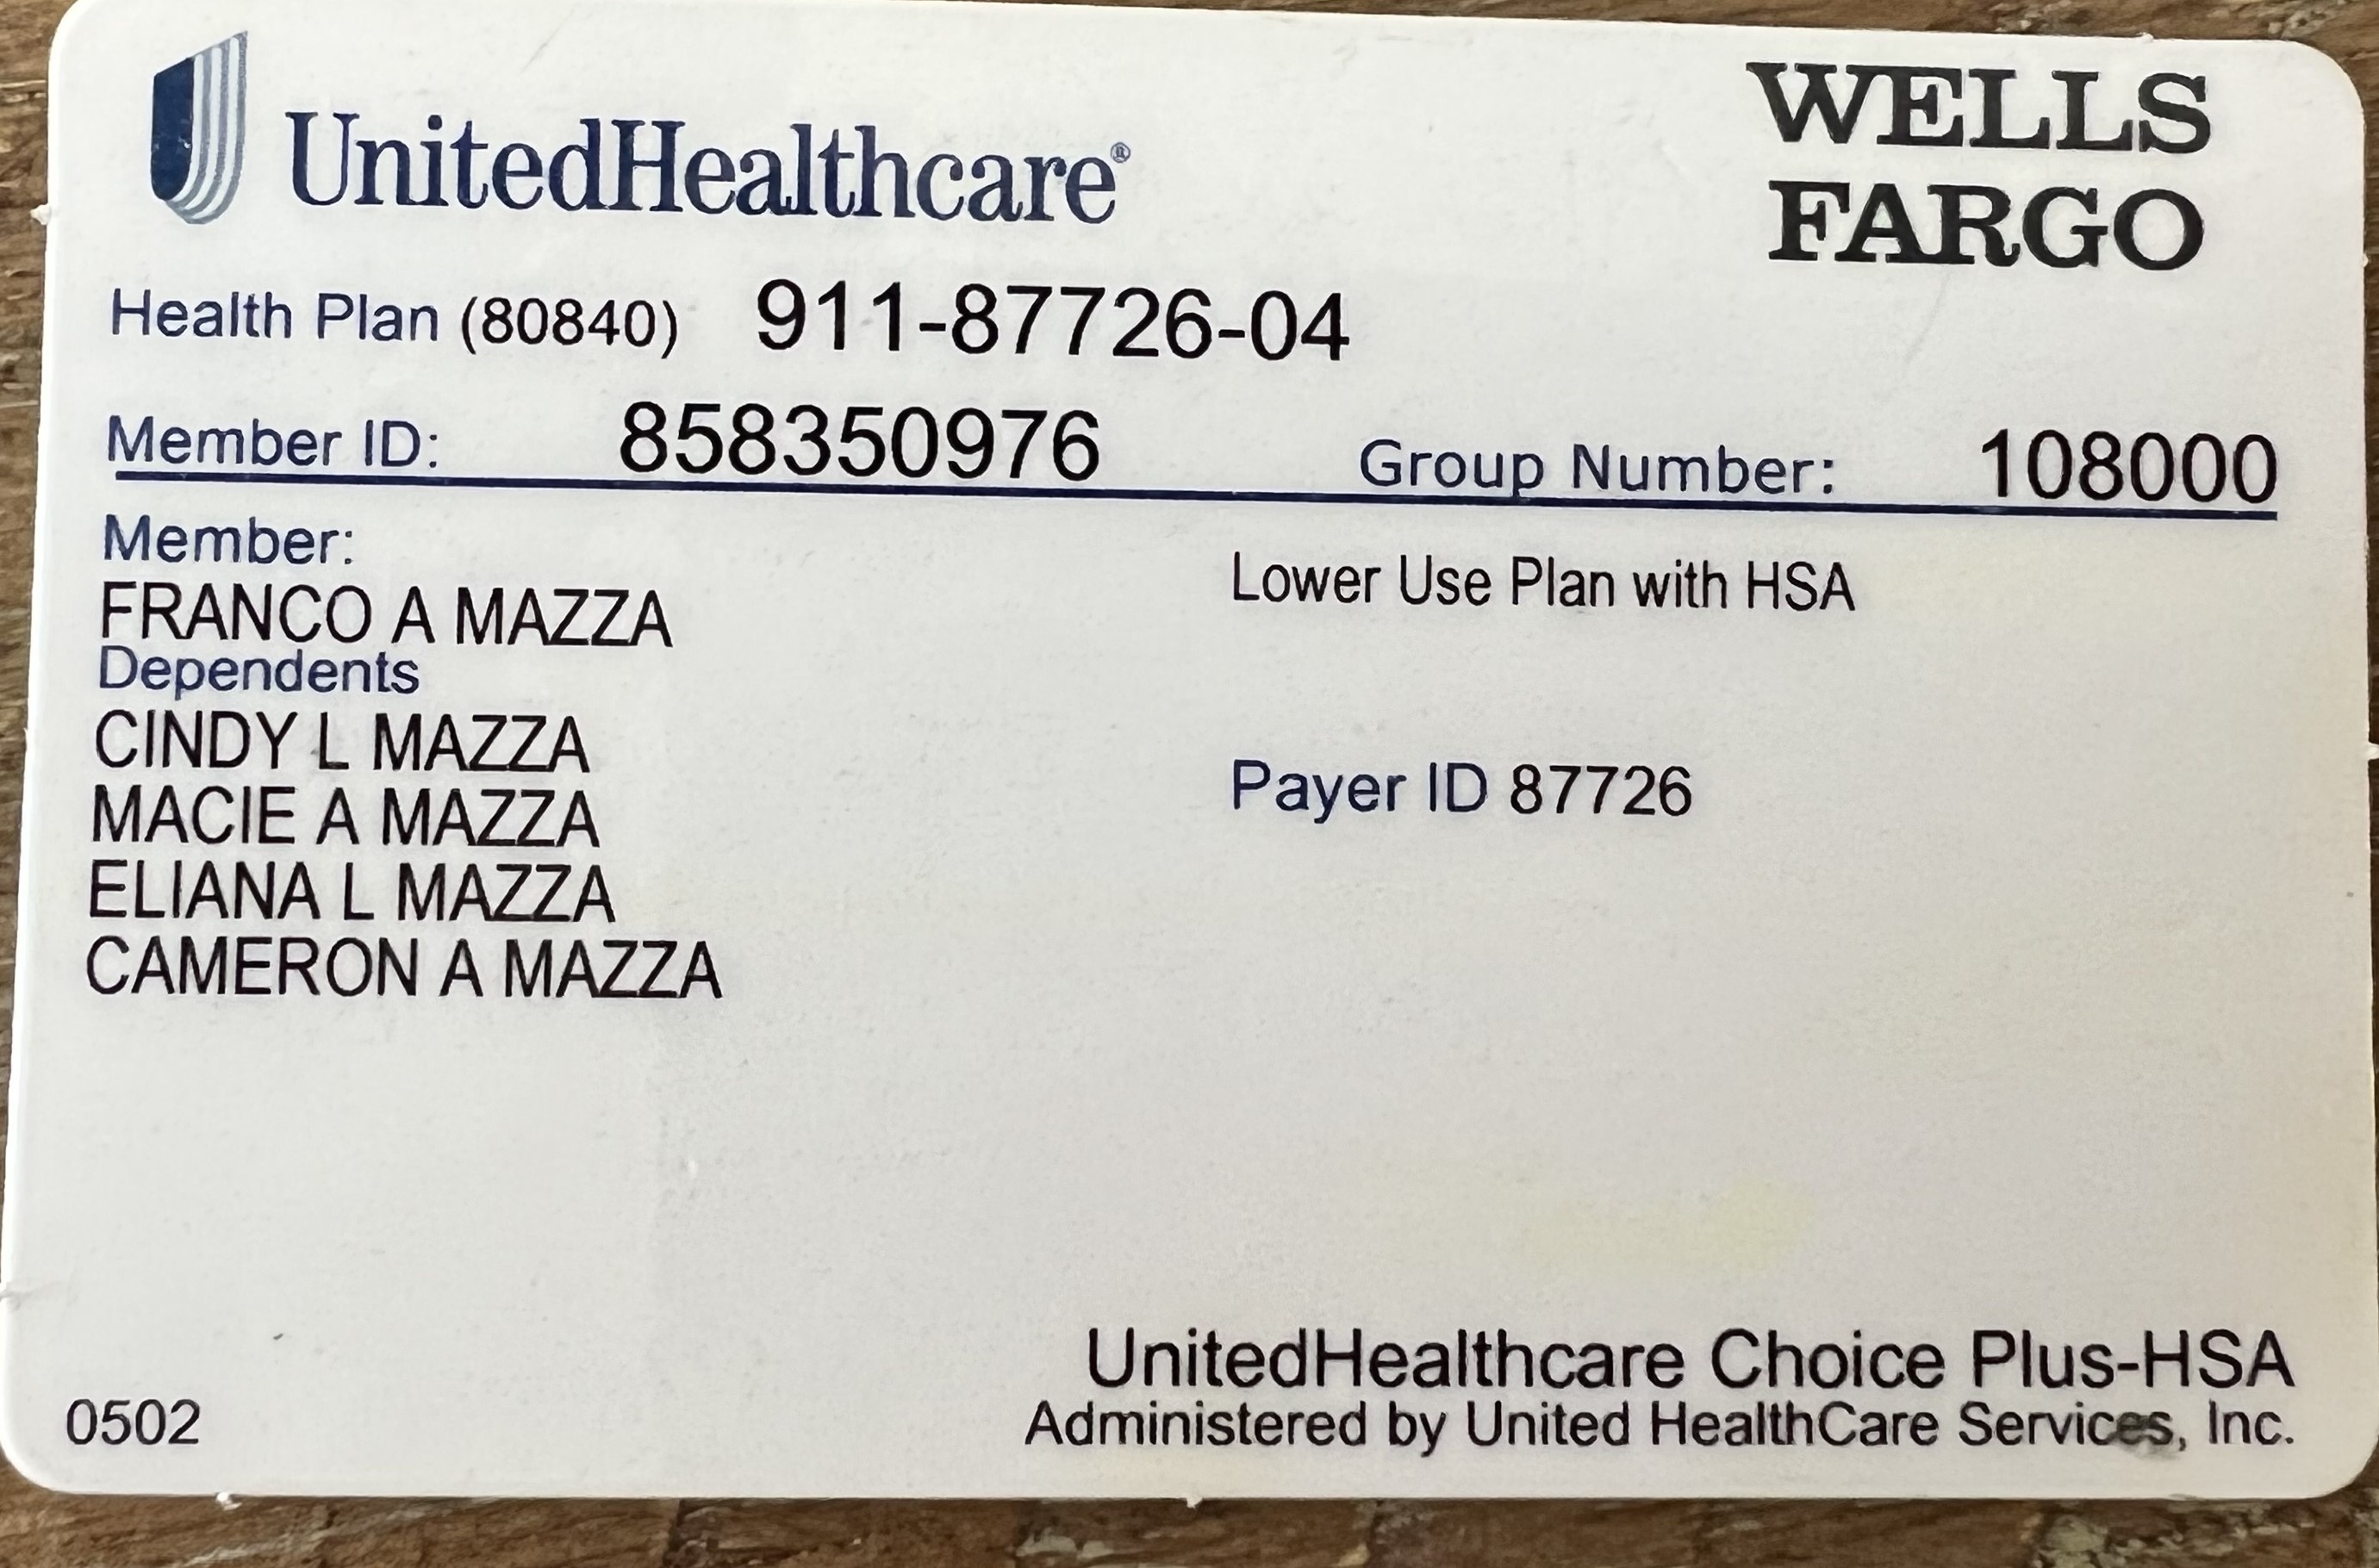 UnitedHealthcare®
WELLS
FARGO
Health Plan (80840) 911-87726-04
Member ID: 858350976 Group Number: 108000
Member:
FRANCO A MAZZA
Dependents
CINDY L MAZZA
MACIE A MAZZA
ELIANA L MAZZA
CAMERON A MAZZA
Lower Use Plan with HSA
Payer ID 87726
0502
UnitedHealthcare Choice Plus-HSA
Administered by United HealthCare Services, Inc.